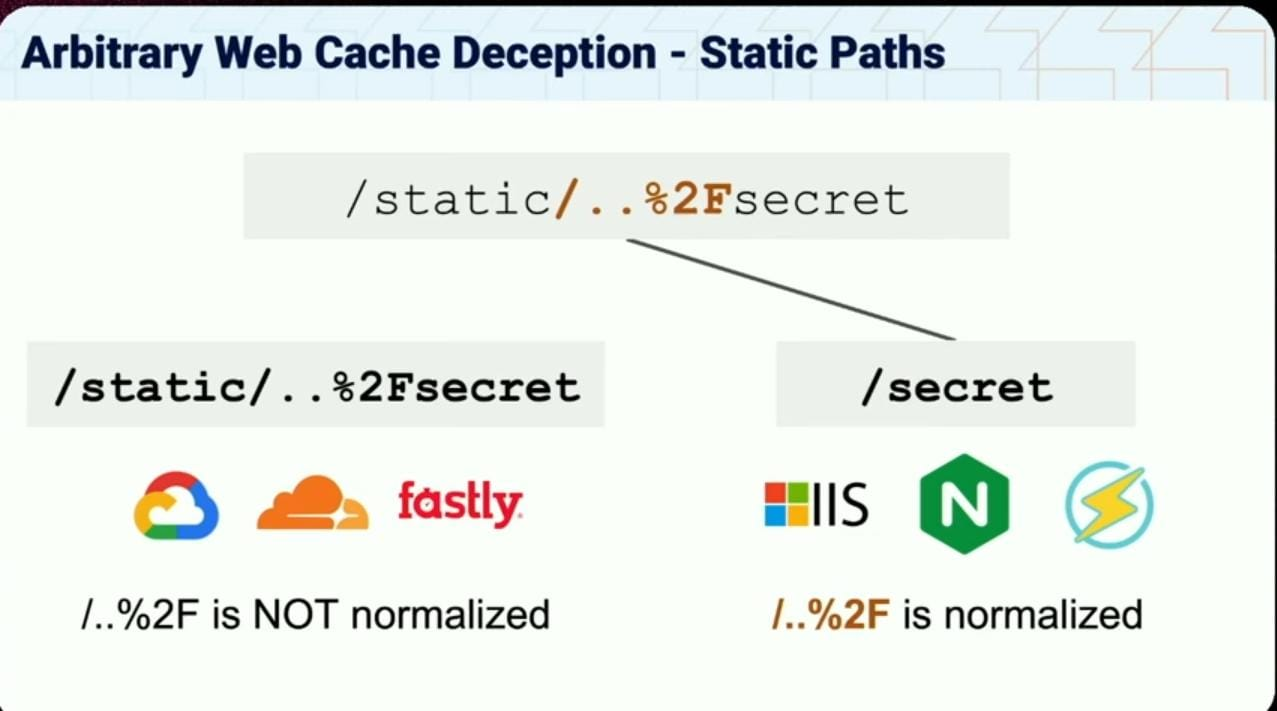 Arbitrary Web Cache Deception - Static Paths
/static/..%2Fsecret
/static/..%2Fsecret
/secret
fastly
IIS
N
/..%2F is NOT normalized
/..%2F is normalized